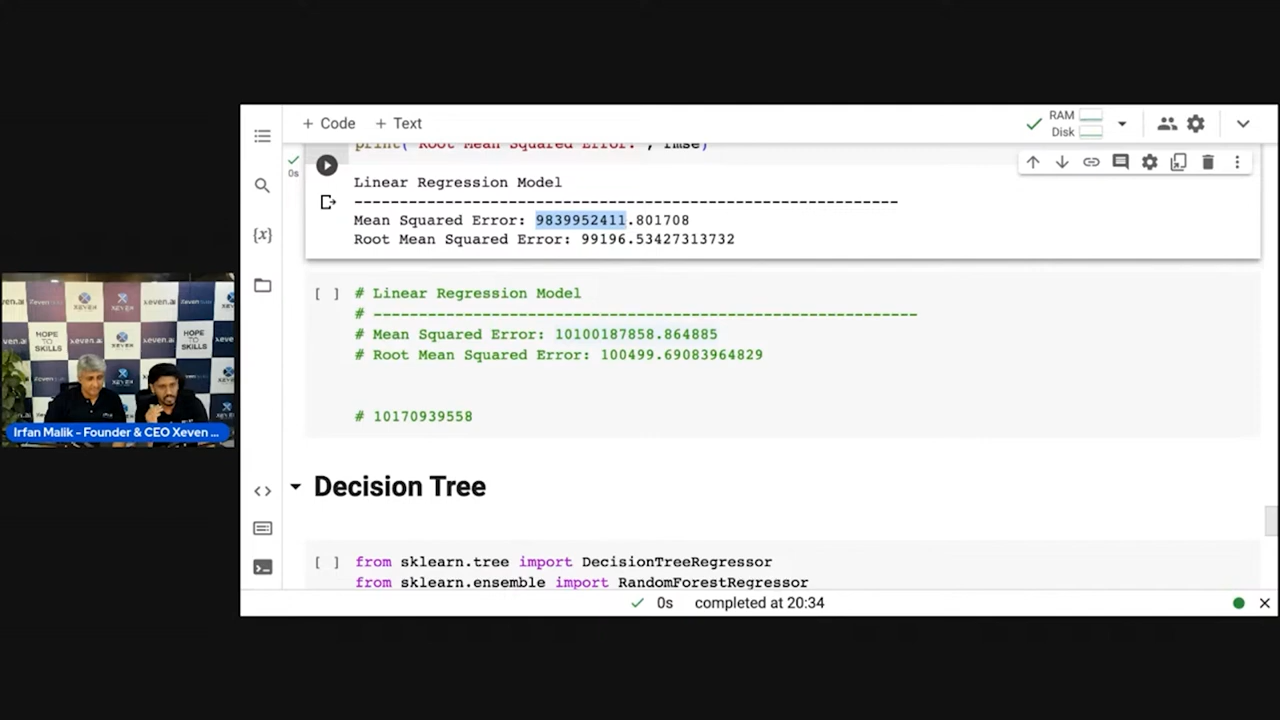 + Code + Text
RAM
Disk
print("Root Mean Squared Error:", rmse)
0s
Linear Regression Model
------------------------------------------------------------
Mean Squared Error: 9839952411.801708
Root Mean Squared Error: 99196.53427313732
{x}
[ ] # Linear Regression Model
# ------------------------------------------------------------
# Mean Squared Error: 10100187858.864885
# Root Mean Squared Error: 100499.69083964829
# 10170939558
Decision Tree
[ ] from sklearn.tree import DecisionTreeRegressor
from sklearn.ensemble import RandomForestRegressor
0s completed at 20:34
xeven.ai
XEVEN
HOPE TO SKILLS
Irfan Malik - Founder & CEO Xeven ...